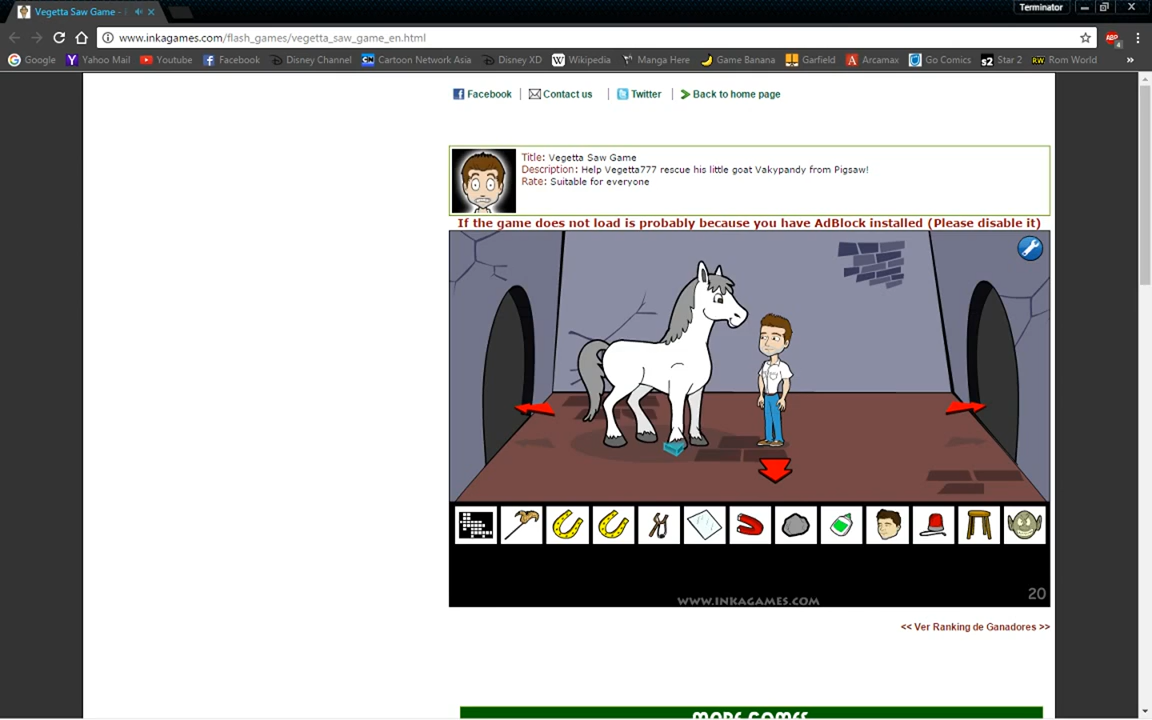 Vegetta Saw Game -
Terminator
www.inkagames.com/flash_games/vegetta_saw_game_en.html
ABP
4
Google
Yahoo Mail
Youtube
Facebook
Disney Channel
Cartoon Network Asia
Disney XD
Wikipedia
Manga Here
Game Banana
Garfield
Arcamax
Go Comics
Star 2
Rom World
Facebook
Contact us
Twitter
Back to home page
Title: Vegetta Saw Game
Description: Help Vegetta777 rescue his little goat Vakypandy from Pigsaw!
Rate: Suitable for everyone
If the game does not load is probably because you have AdBlock installed (Please disable it)
20
WWW.INKAGAMES.COM
<< Ver Ranking de Ganadores >>
MORE GAMES